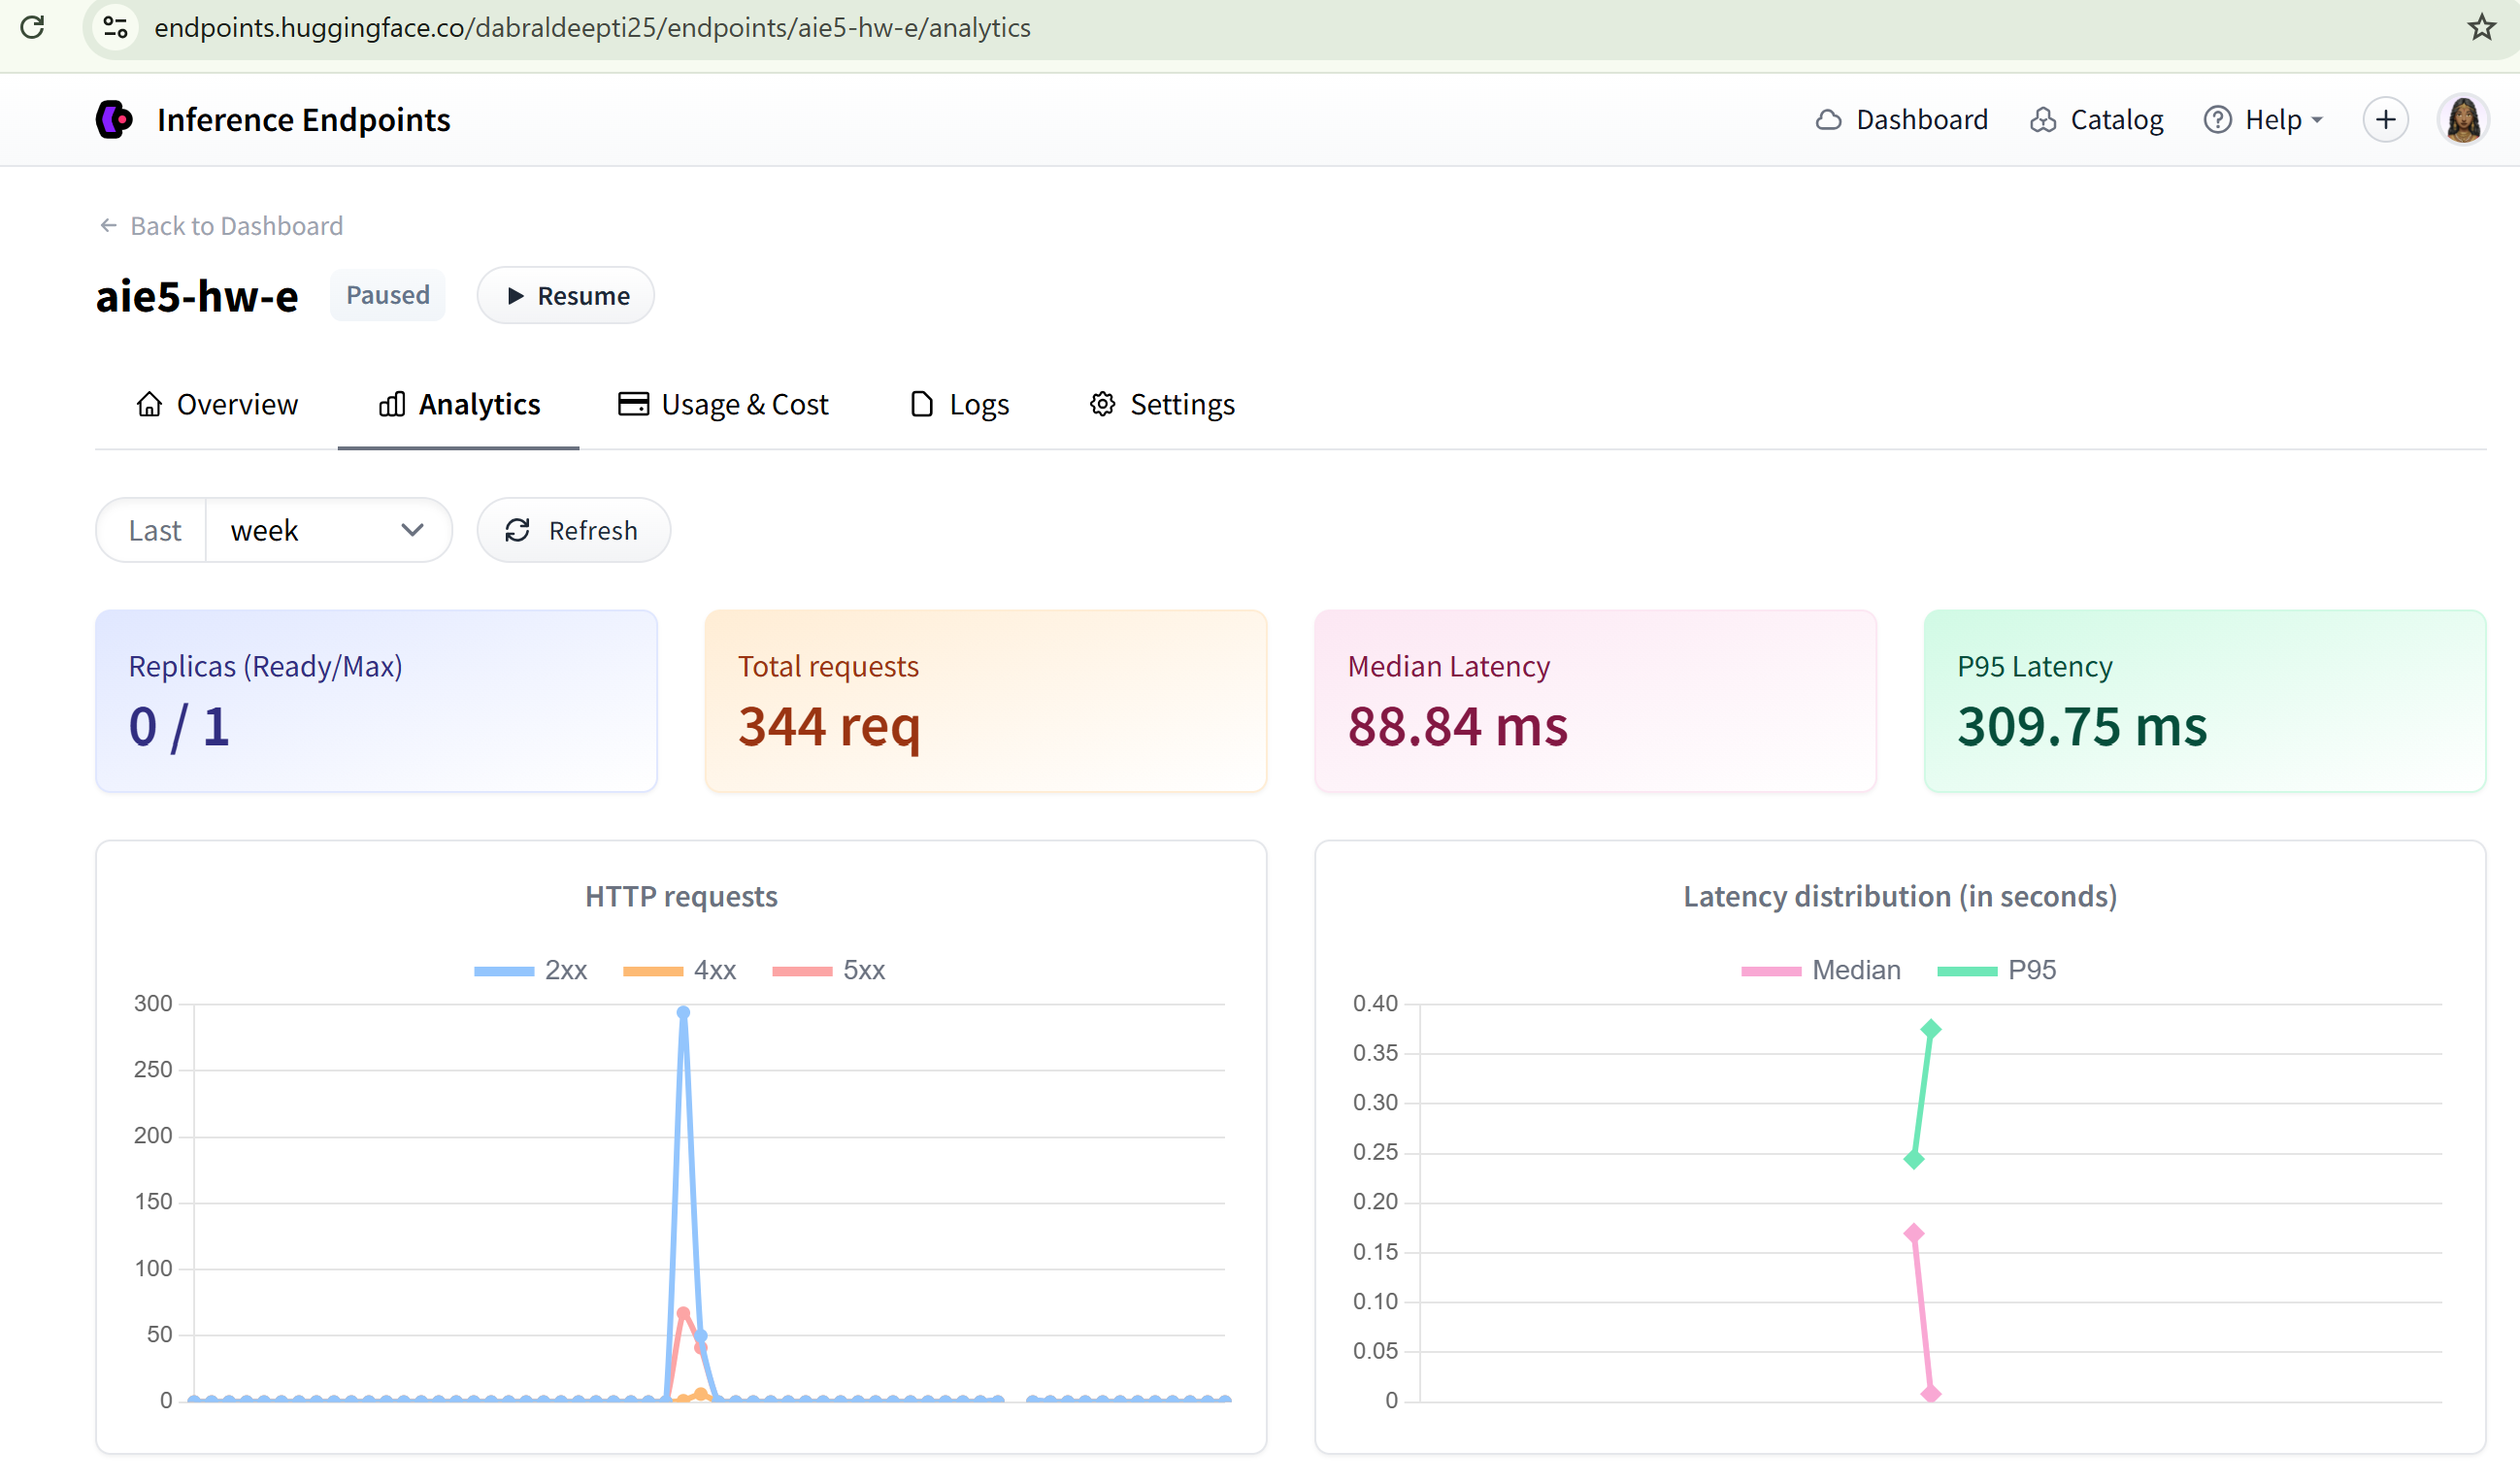 endpoints.huggingface.co/dabraldeepti25/endpoints/aie5-hw-e/analytics
Inference Endpoints
Dashboard
Catalog
Help
Back to Dashboard
aie5-hw-e
Paused
Resume
Overview
Analytics
Usage & Cost
Logs
Settings
Last
week
Refresh
Replicas (Ready/Max)
0 / 1
Total requests
344 req
Median Latency
88.84 ms
P95 Latency
309.75 ms
HTTP requests
2xx
4xx
5xx
300
250
200
150
100
50
0
Latency distribution (in seconds)
Median
P95
0.40
0.35
0.30
0.25
0.20
0.15
0.10
0.05
0